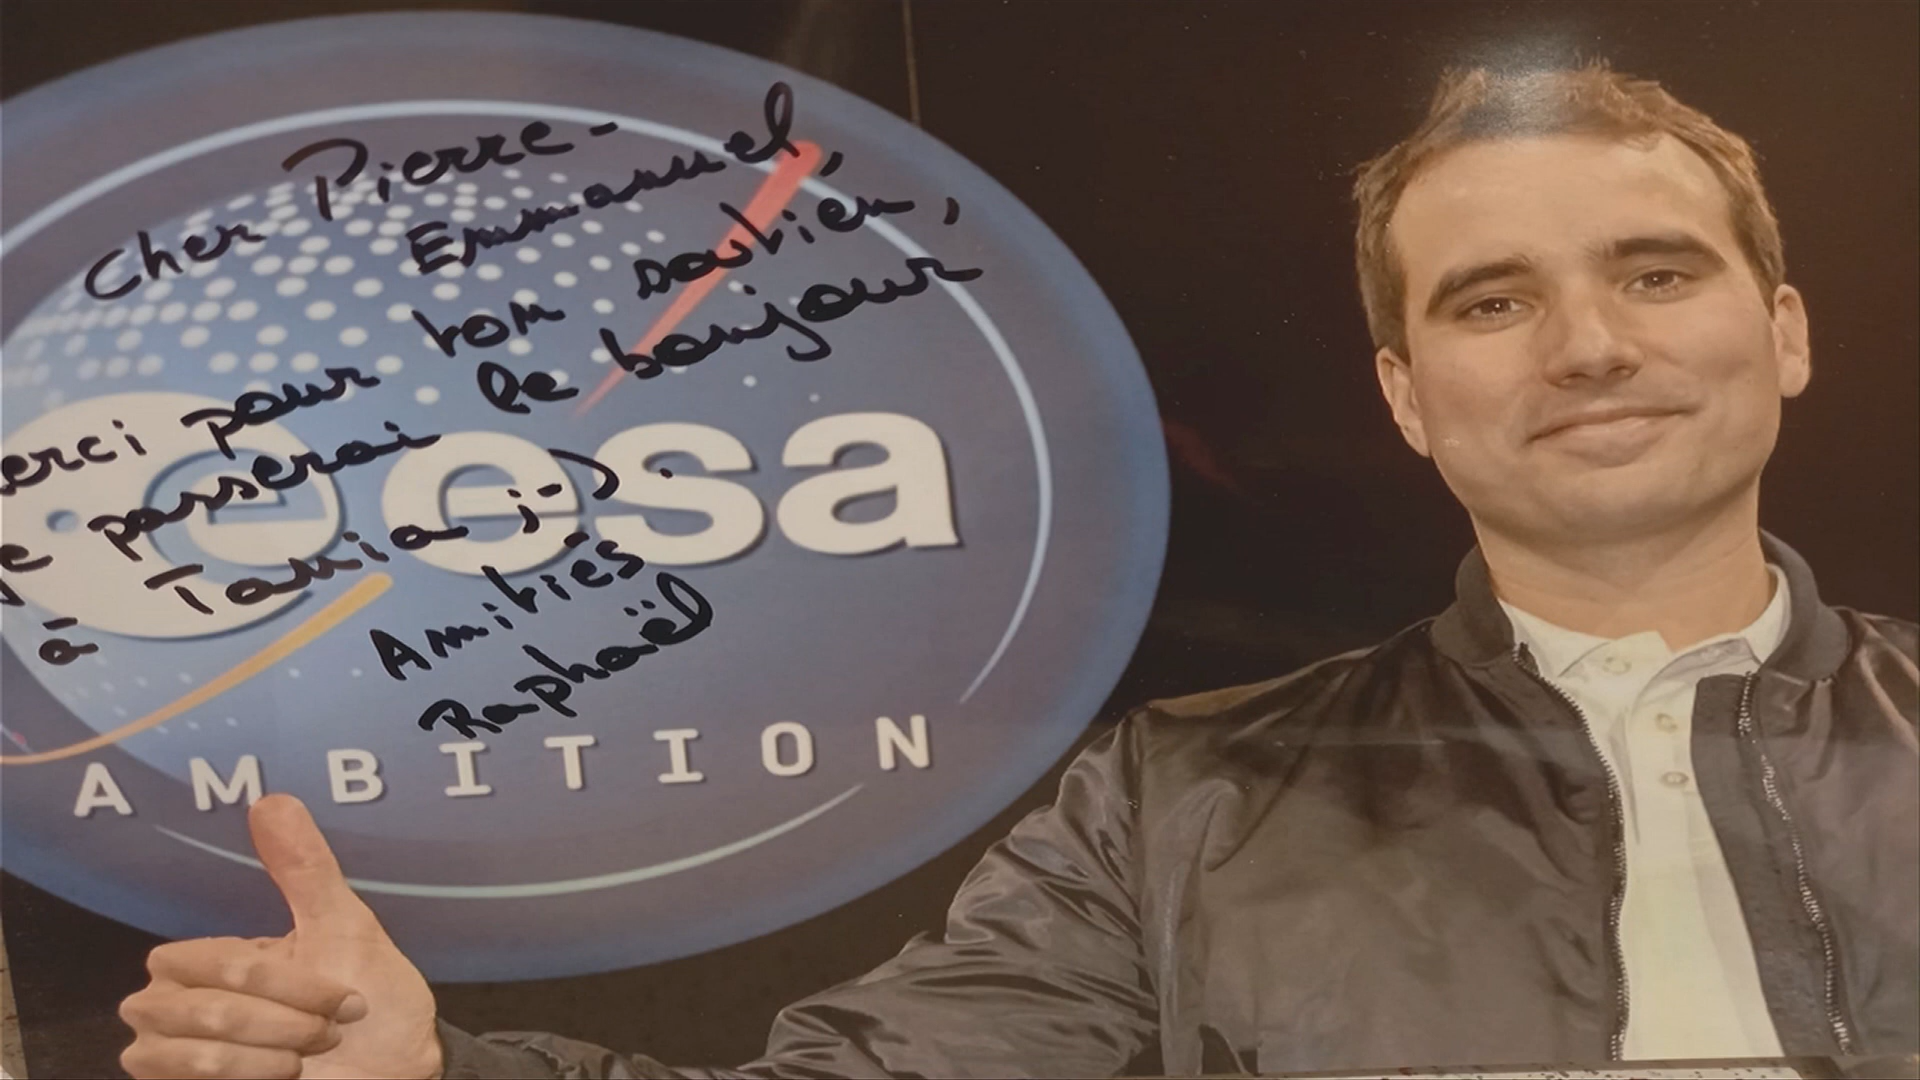 Cher Pierre-
Emmanuel,
erci pour ton soutien,
e passerai le bonjour
à Tania ;-).
Amitiés
Raphaël
esa
AMBITION